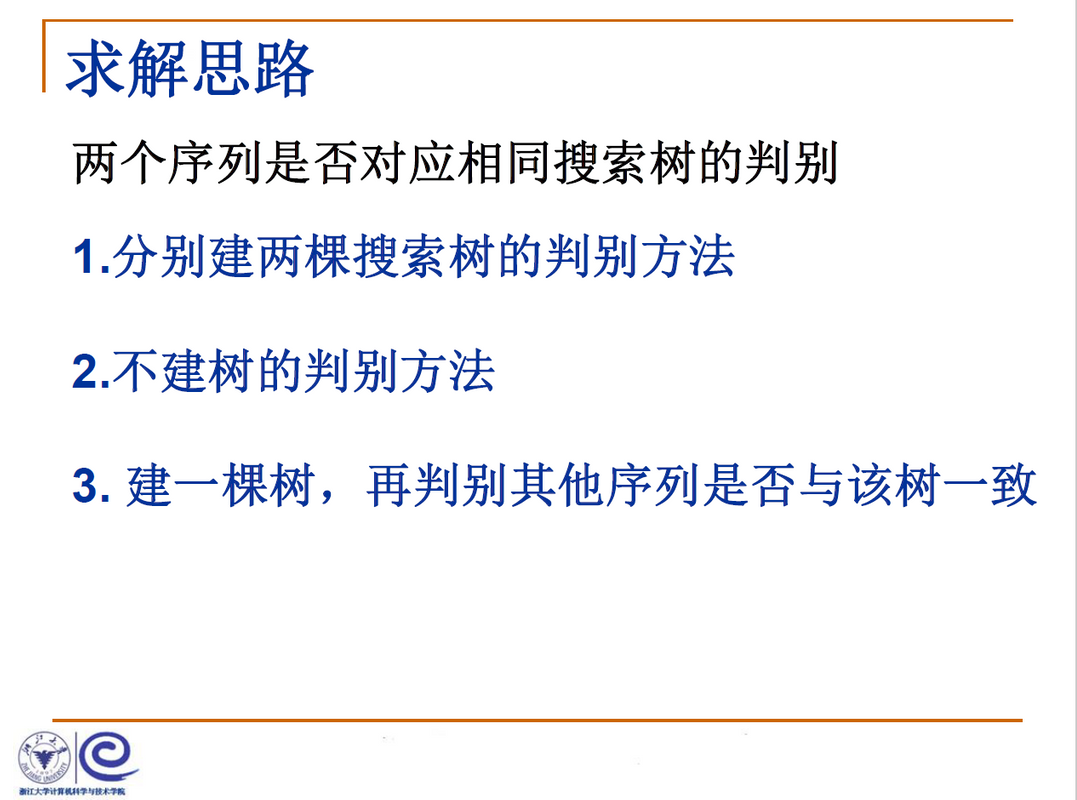 求解思路
两个序列是否对应相同搜索树的判别
1.分别建两棵搜索树的判别方法
2.不建树的判别方法
3. 建一棵树，再判别其他序列是否与该树一致
浙江大学计算机科学与技术学院